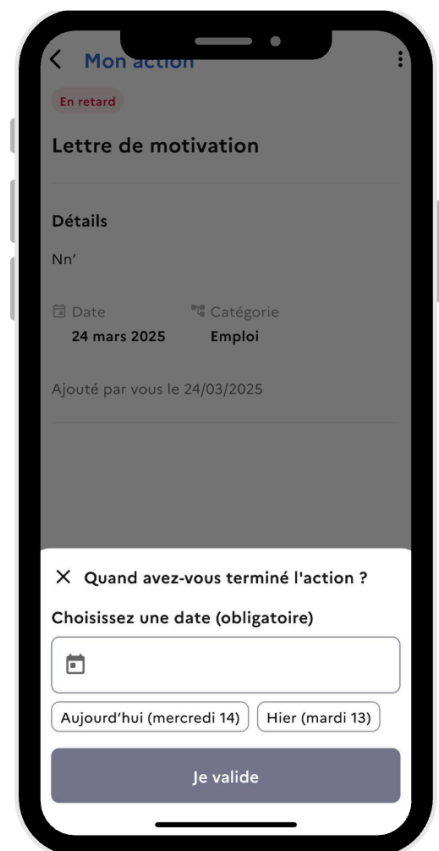 Mon action
En retard
Lettre de motivation
Détails
Nn’
Date Catégorie
24 mars 2025 Emploi
Ajouté par vous le 24/03/2025
Quand avez-vous terminé l'action ?
Choisissez une date (obligatoire)
Aujourd’hui (mercredi 14) Hier (mardi 13)
Je valide